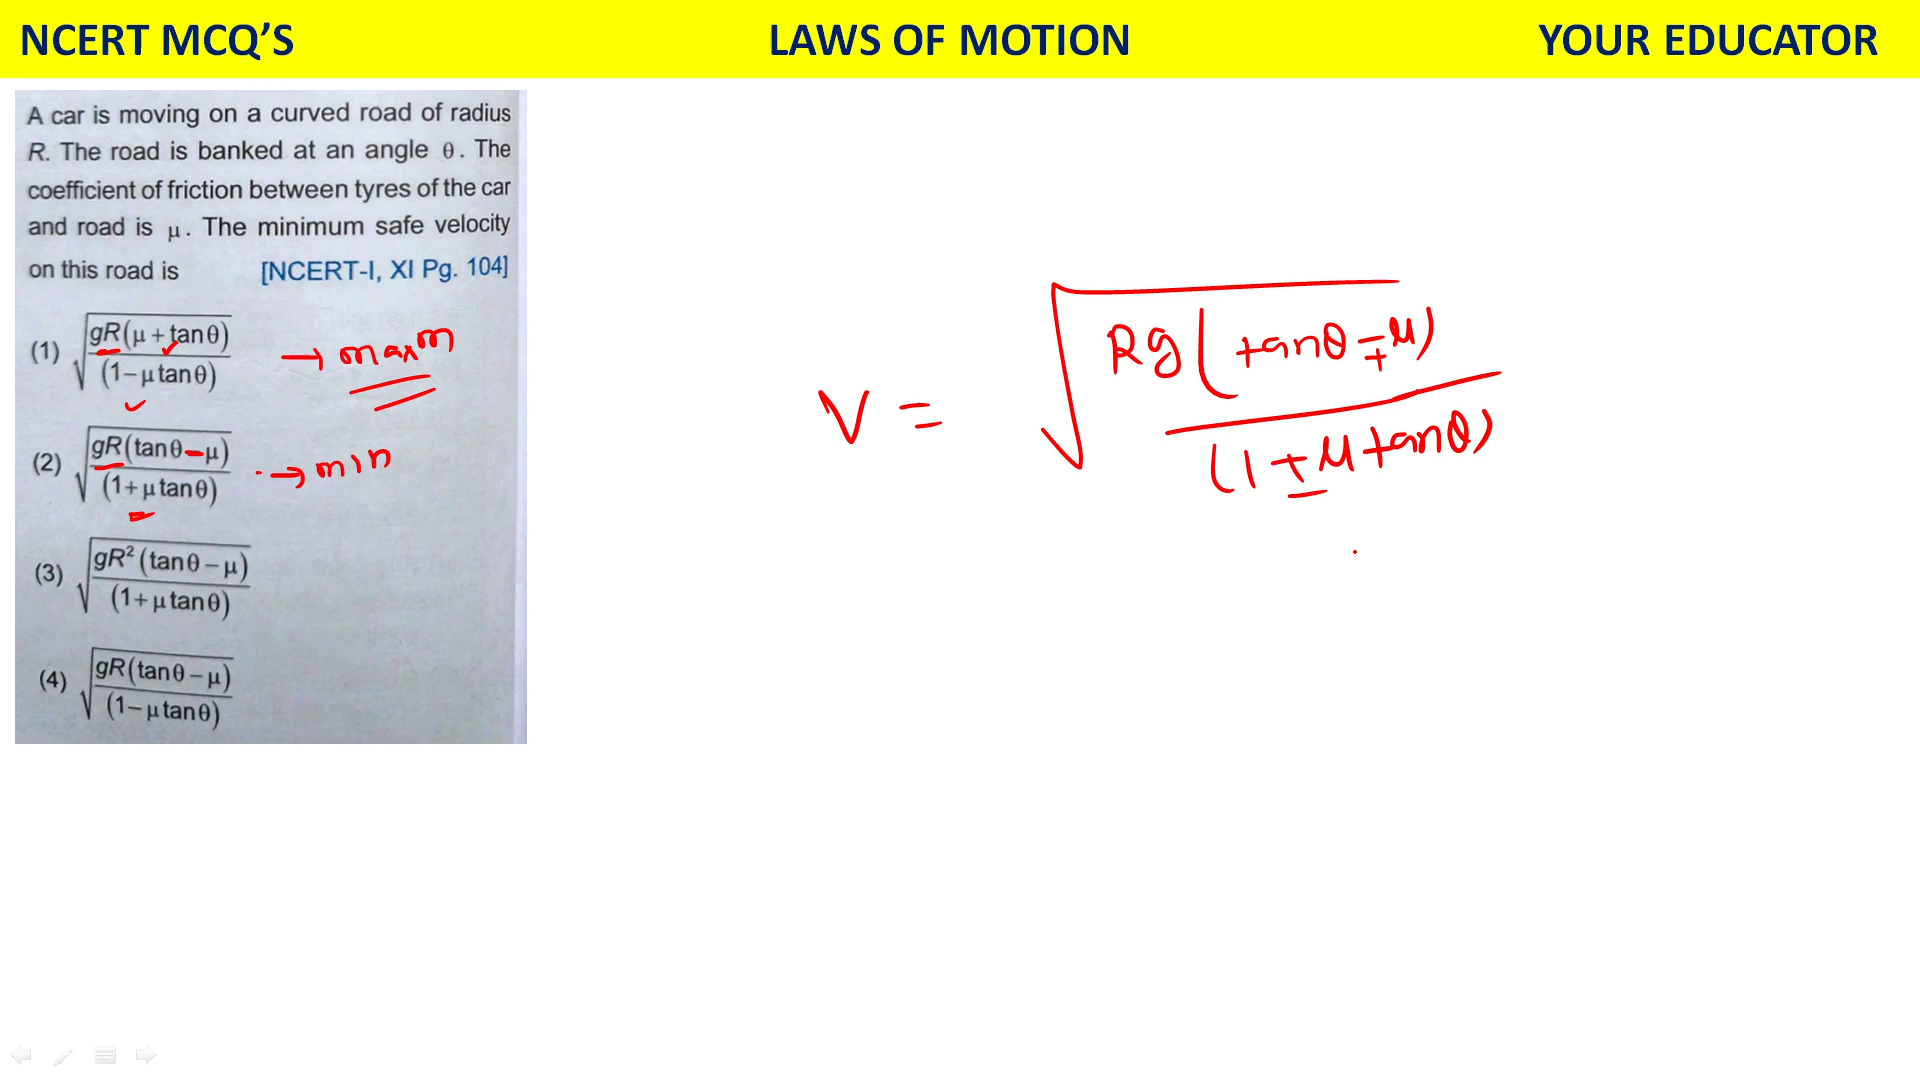 NCERT MCQ'S LAWS OF MOTION YOUR EDUCATOR
A car is moving on a curved road of radius
R. The road is banked at an angle θ. The
coefficient of friction between tyres of the car
and road is μ. The minimum safe velocity
on this road is [NCERT-I, XI Pg. 104]
(1) √(gR(μ + tanθ) / (1 – μ tanθ)) → maxm
(2) √(gR(tanθ – μ) / (1 + μ tanθ)) → min
(3) √(gR² (tanθ – μ) / (1 + μ tanθ))
(4) √(gR(tanθ – μ) / (1 – μ tanθ))
V = √(Rg(tanθ ∓ μ) / (1 ± μ tanθ))